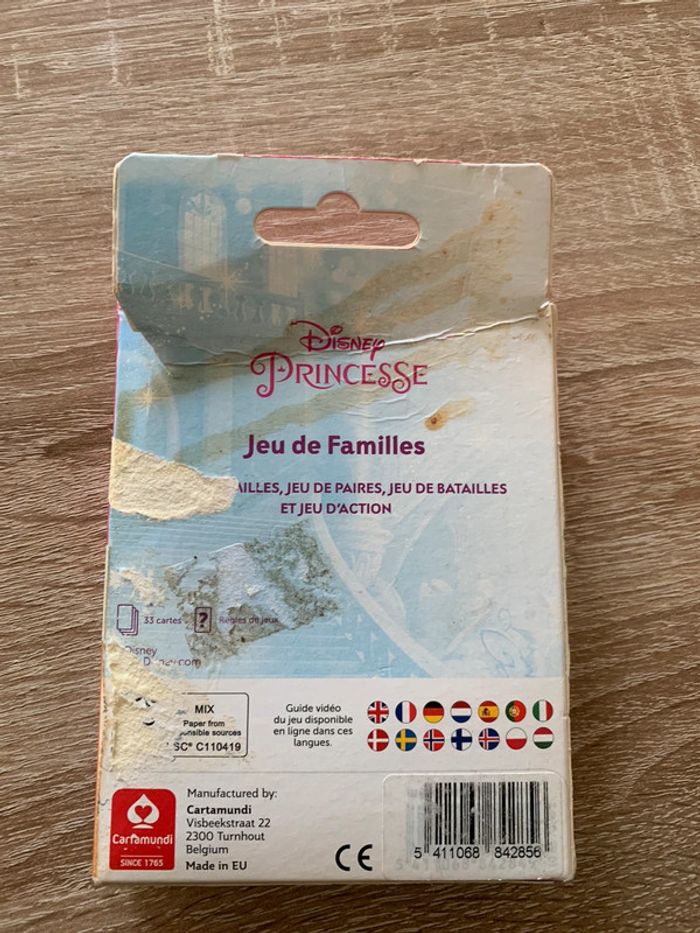 Disney
PRINCESSE
Jeu de Familles
AILLES, JEU DE PAIRES, JEU DE BATAILLES
ET JEU D'ACTION
33 cartes
?
Règles de jeux
Disney
MIX
Paper from
sible sources
SC® C110419
Guide vidéo
du jeu disponible
en ligne dans ces
langues.
Cartamundi
SINCE 1765
Manufactured by:
Cartamundi
Visbeekstraat 22
2300 Turnhout
Belgium
Made in EU
CE
5 411068 842856